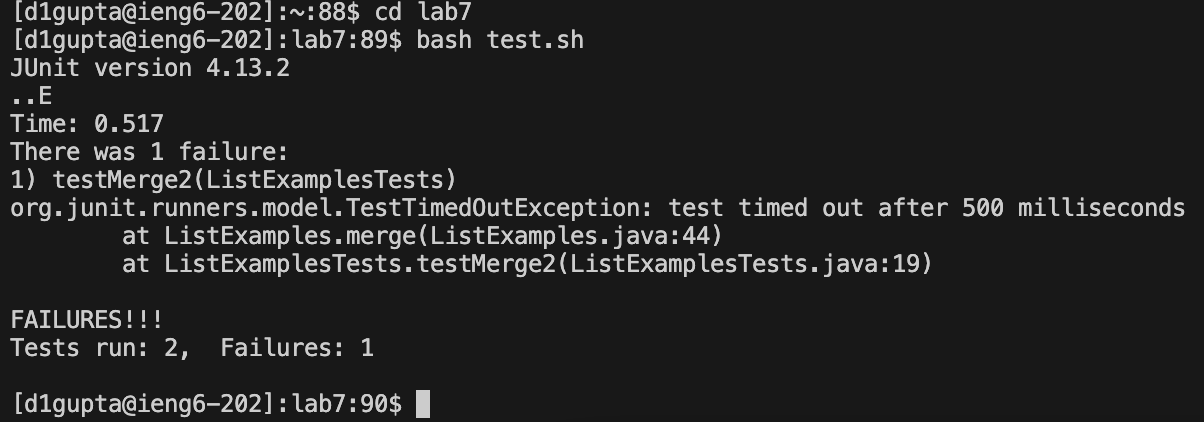 [d1gupta@ieng6-202]:~:88$ cd lab7
[d1gupta@ieng6-202]:lab7:89$ bash test.sh
JUnit version 4.13.2
..E
Time: 0.517
There was 1 failure:
1) testMerge2(ListExamplesTests)
org.junit.runners.model.TestTimedOutException: test timed out after 500 milliseconds
        at ListExamples.merge(ListExamples.java:44)
        at ListExamplesTests.testMerge2(ListExamplesTests.java:19)

FAILURES!!!
Tests run: 2,  Failures: 1

[d1gupta@ieng6-202]:lab7:90$